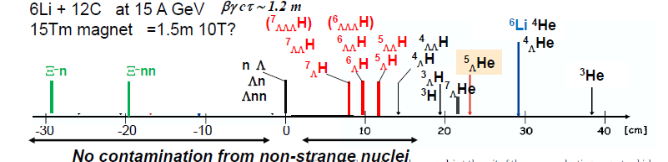 6Li + 12C at 15 A GeV βγcτ ~ 1.2 m
15Tm magnet =1.5m 10T?
(⁷ΛΛΛH) (⁶ΛΛΛH)
⁷ΛΛH ⁶ΛΛH ⁵ΛΛH ⁴ΛΛH
⁷ΛH ⁶ΛH ⁵ΛH ⁴ΛH
⁶Li ⁴He
⁴ΛHe
Ξ-n Ξ-nn
n Λ
Λn
Λnn
³ΛH
³H ⁷ΛHe
⁵ΛHe
³He
-30 -20 -10 0 10 20 30 40 [cm]
No contamination from non-strange nuclei